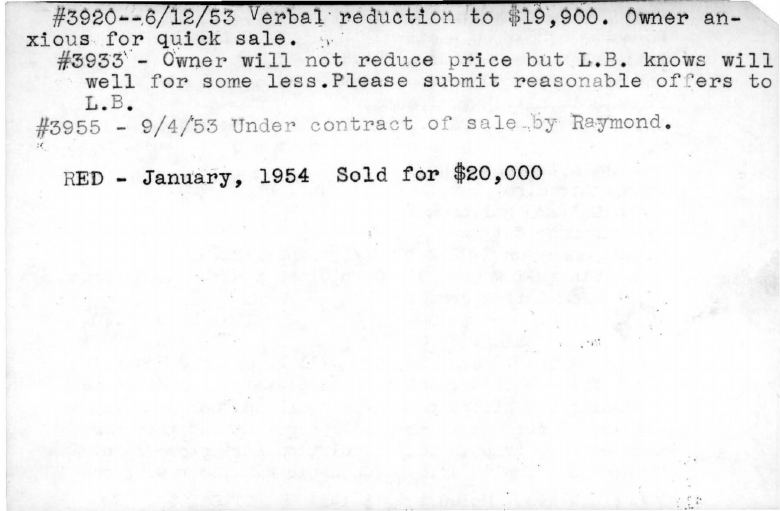 #3920--6/12/53 Verbal reduction to $19,900. Owner an-
xious for quick sale.
#3933 - Owner will not reduce price but L.B. knows will
well for some less.Please submit reasonable offers to
L.B.
#3955 - 9/4/53 Under contract of sale by Raymond.
RED - January, 1954 Sold for $20,000